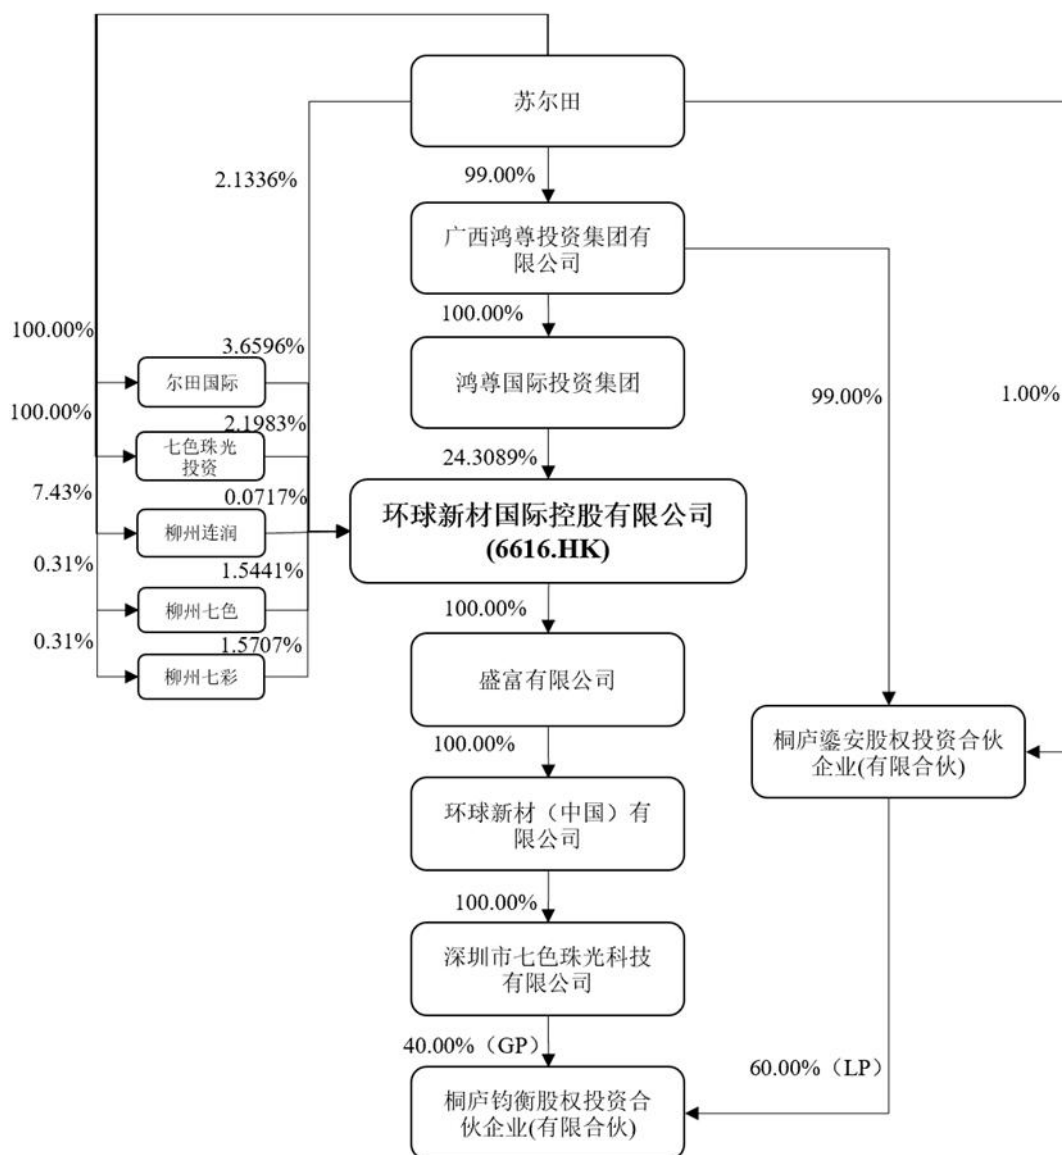 苏尔田
2.1336%
99.00%
广西鸿尊投资集团有
限公司
100.00%
100.00%
3.6596%
尔田国际
鸿尊国际投资集团
99.00%
1.00%
100.00%
2.1983%
七色珠光
投资
24.3089%
7.43%
0.0717%
柳州连润
环球新材国际控股有限公司
(6616.HK)
0.31%
1.5441%
柳州七色
100.00%
0.31%
1.5707%
柳州七彩
盛富有限公司
100.00%
桐庐鎏安股权投资合伙
企业(有限合伙)
环球新材（中国）有
限公司
100.00%
深圳市七色珠光科技
有限公司
40.00%（GP）
60.00%（LP）
桐庐钧衡股权投资合
伙企业(有限合伙)